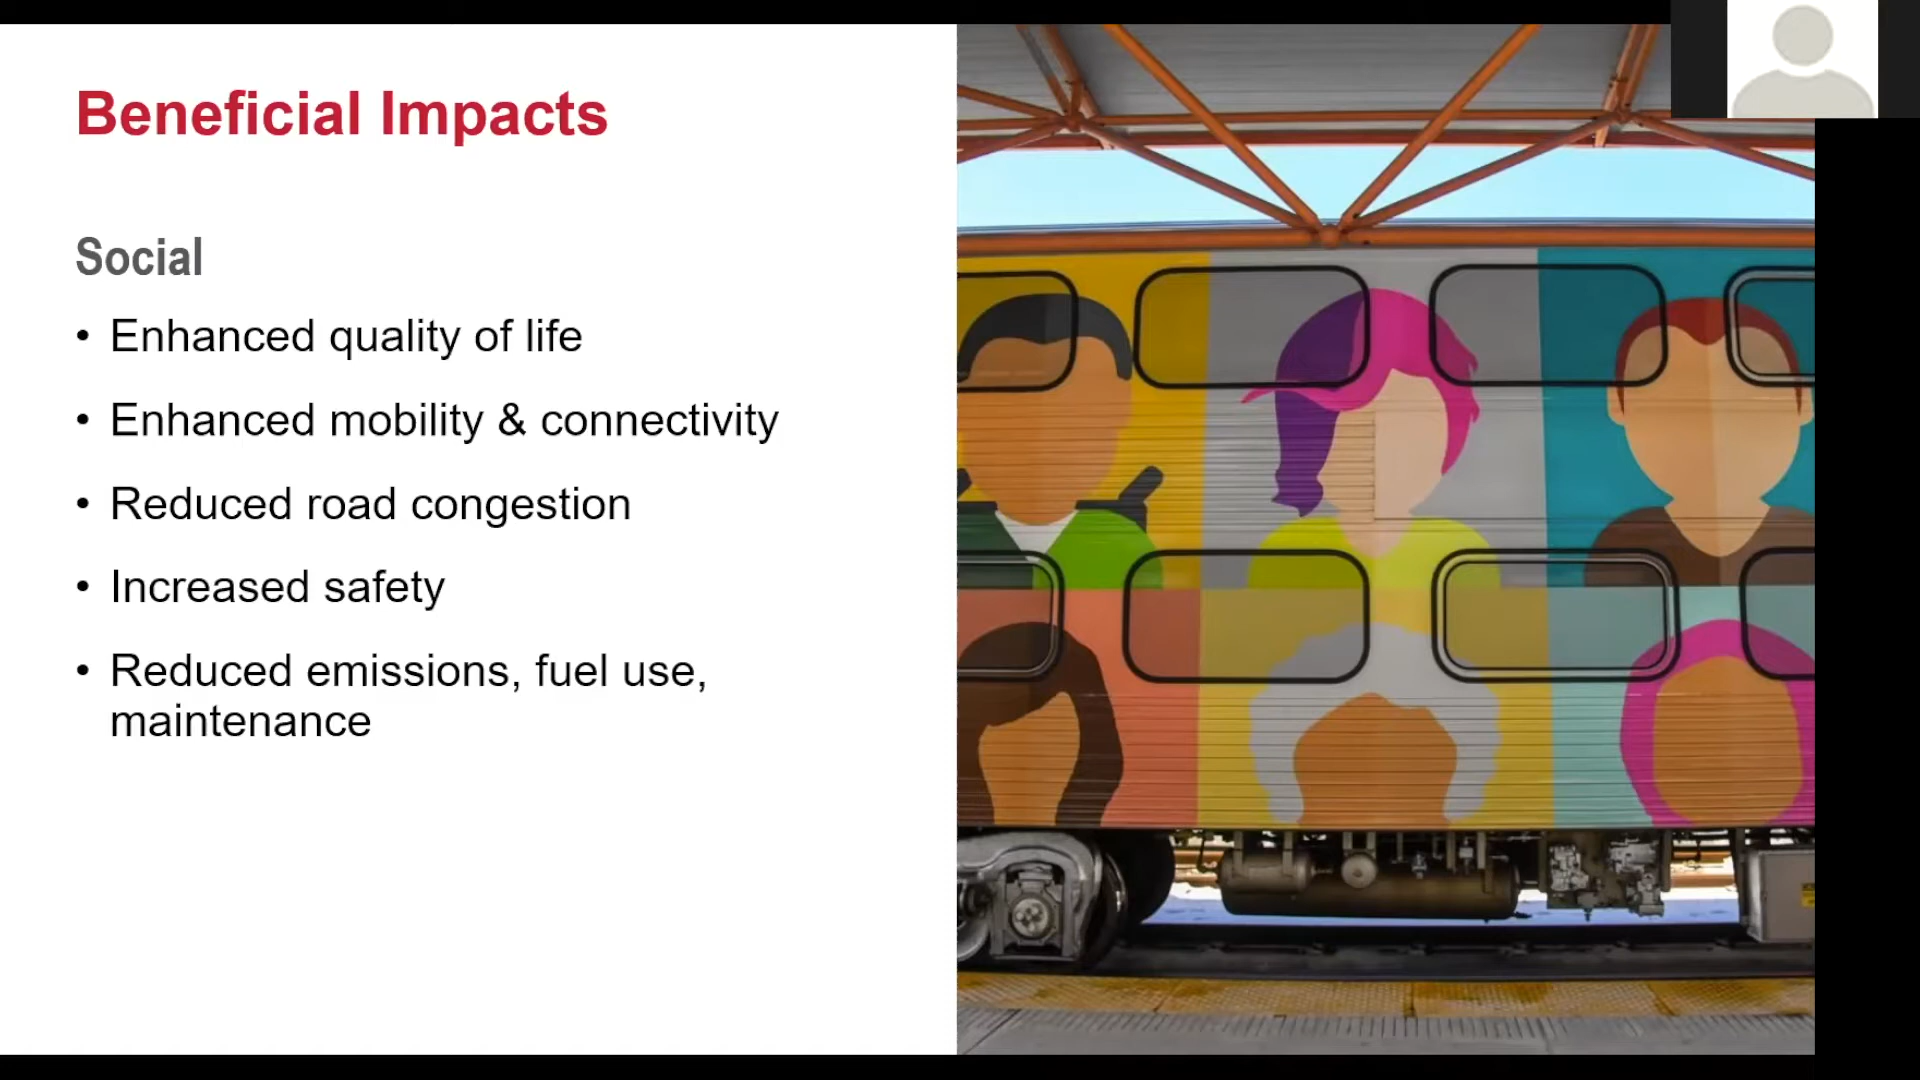 Beneficial Impacts
Social
• Enhanced quality of life
• Enhanced mobility & connectivity
• Reduced road congestion
• Increased safety
• Reduced emissions, fuel use,
maintenance